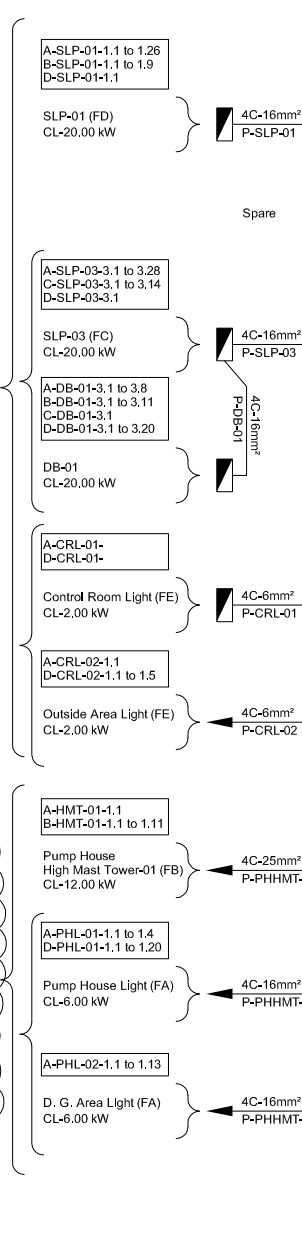 A-SLP-01-1.1 to 1.26
B-SLP-01-1.1 to 1.9
D-SLP-01-1.1
SLP-01 (FD)
CL-20.00 kW
4C-16mm²
P-SLP-01
Spare
A-SLP-03-3.1 to 3.28
C-SLP-03-3.1 to 3.14
D-SLP-03-3.1
SLP-03 (FC)
CL-20.00 kW
4C-16mm²
P-SLP-03
A-DB-01-3.1 to 3.8
B-DB-01-3.1 to 3.11
C-DB-01-3.1
D-DB-01-3.1 to 3.20
4C-16mm²
P-DB-01
DB-01
CL-20.00 kW
A-CRL-01-
D-CRL-01-
Control Room Light (FE)
CL-2.00 kW
4C-6mm²
P-CRL-01
A-CRL-02-1.1
D-CRL-02-1.1 to 1.5
Outside Area Light (FE)
CL-2.00 kW
4C-6mm²
P-CRL-02
A-HMT-01-1.1
B-HMT-01-1.1 to 1.11
Pump House
High Mast Tower-01 (FB)
CL-12.00 kW
4C-25mm²
P-PHHMT-
A-PHL-01-1.1 to 1.4
D-PHL-01-1.1 to 1.20
Pump House Light (FA)
CL-6.00 kW
4C-16mm²
P-PHHMT-
A-PHL-02-1.1 to 1.13
D. G. Area Light (FA)
CL-6.00 kW
4C-16mm²
P-PHHMT-